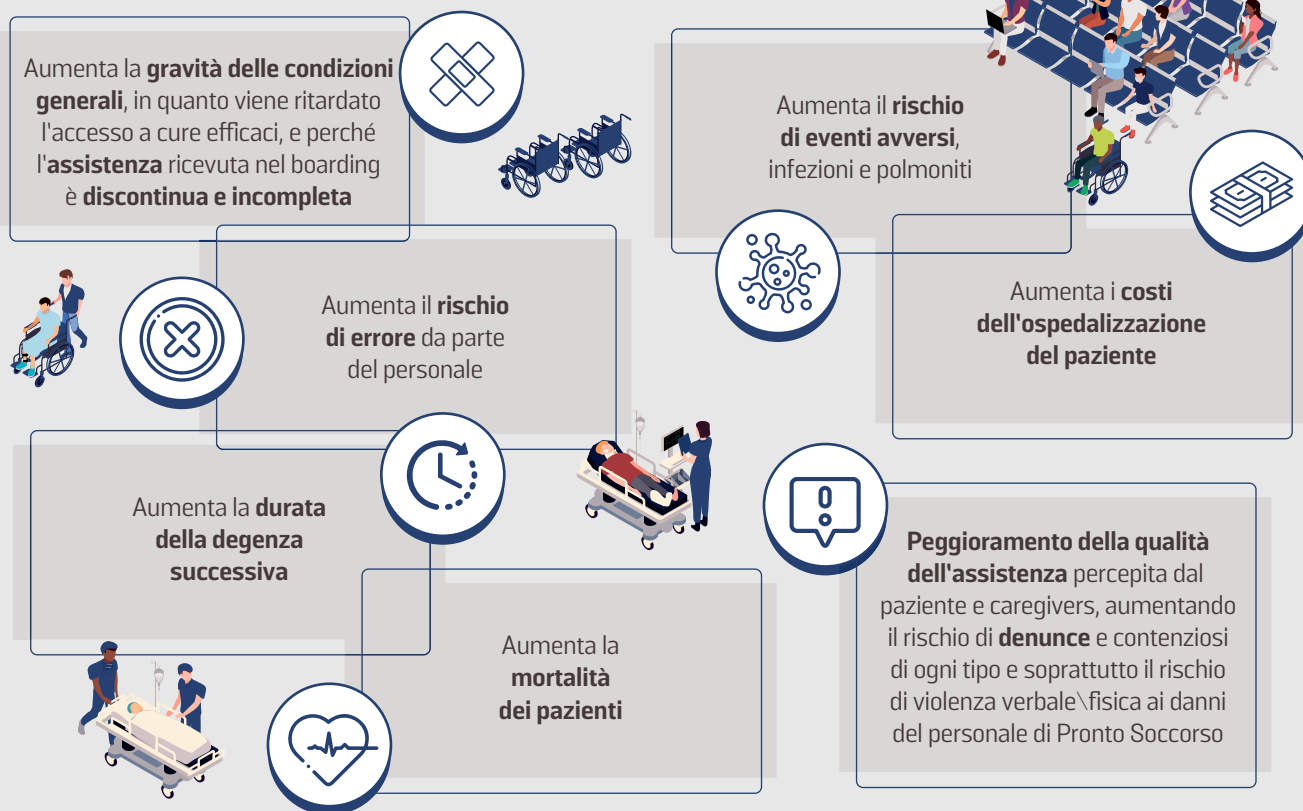 Aumenta la gravità delle condizioni
generali, in quanto viene ritardato
l'accesso a cure efficaci, e perché
l'assistenza ricevuta nel boarding
è discontinua e incompleta
Aumenta il rischio
di errore da parte
del personale
Aumenta la durata
della degenza
successiva
Aumenta la
mortalità
dei pazienti
Aumenta il rischio
di eventi avversi,
infezioni e polmoniti
Aumenta i costi
dell'ospedalizzazione
del paziente
Peggioramento della qualità
dell'assistenza percepita dal
paziente e caregivers, aumentando
il rischio di denunce e contenziosi
di ogni tipo e soprattutto il rischio
di violenza verbale\fisica ai danni
del personale di Pronto Soccorso